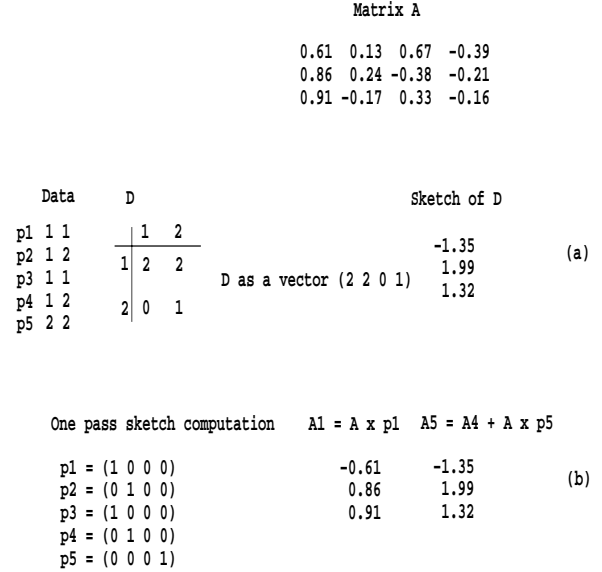 Matrix A
0.61 0.13 0.67 -0.39
0.86 0.24 -0.38 -0.21
0.91 -0.17 0.33 -0.16
Data D Sketch of D
p1 1 1
p2 1 2
p3 1 1
p4 1 2
p5 2 2
1 2
1 2 2
2 0 1
D as a vector (2 2 0 1)
-1.35
1.99
1.32
(a)
One pass sketch computation A1 = A x p1 A5 = A4 + A x p5
p1 = (1 0 0 0) -0.61 -1.35
p2 = (0 1 0 0) 0.86 1.99
p3 = (1 0 0 0) 0.91 1.32
p4 = (0 1 0 0)
p5 = (0 0 0 1)
(b)